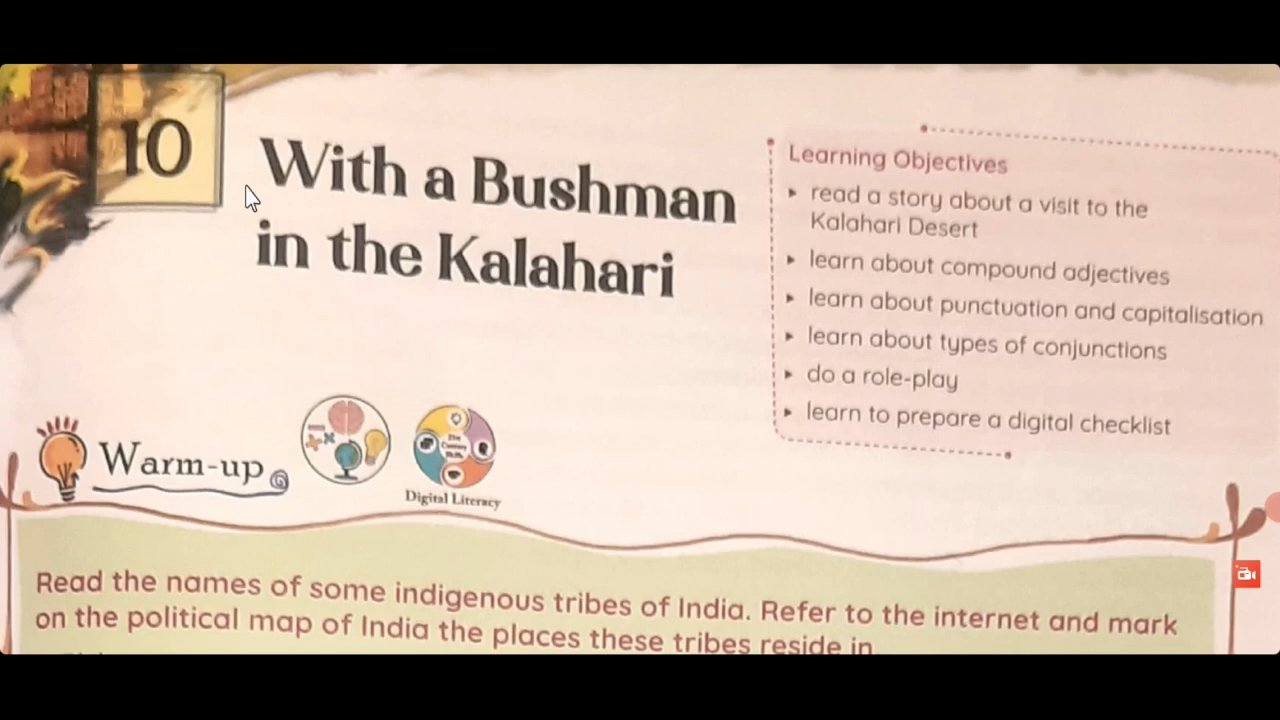 10
With a Bushman
in the Kalahari
Learning Objectives
▸ read a story about a visit to the
Kalahari Desert
▸ learn about compound adjectives
▸ learn about punctuation and capitalisation
▸ learn about types of conjunctions
▸ do a role-play
▸ learn to prepare a digital checklist
Warm-up
Digital Literacy
Read the names of some indigenous tribes of India. Refer to the internet and mark
on the political map of India the places these tribes reside in